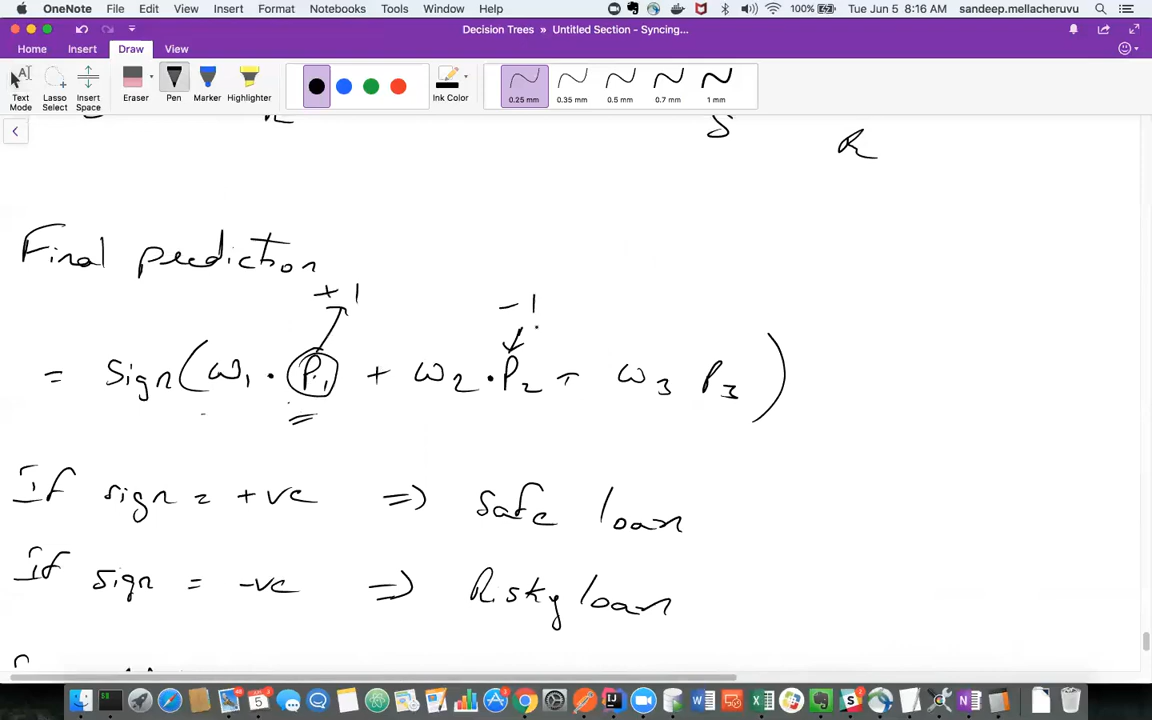 OneNote File Edit View Insert Format Notebooks Tools Window Help 100% Tue Jun 5 8:16 AM sandeep.mellacheruvu
Decision Trees » Untitled Section - Syncing...
Home Insert Draw View
Text Mode Lasso Select Insert Space Eraser Pen Marker Highlighter Ink Color 0.25 mm 0.35 mm 0.5 mm 0.7 mm 1 mm
S R
Final prediction
+1 -1
= Sign(ω1 · P1 + ω2 · P2 + ω3 P3)
If sign = +ve => Safe loan
If sign = -ve => Risky loan